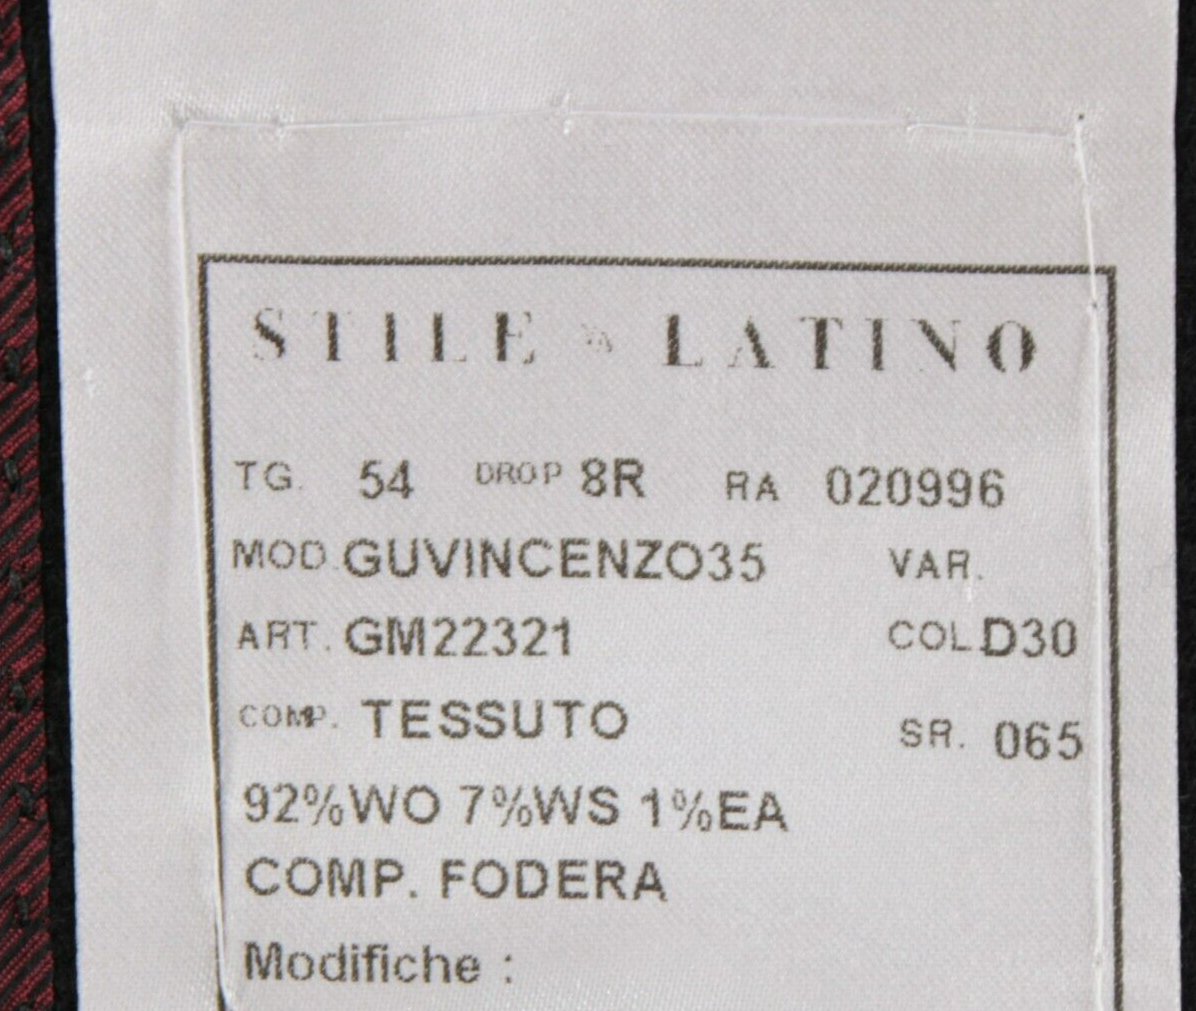 STILE LATINO
TG. 54 DROP 8R RA 020996
MOD. GUVINCENZO35 VAR.
ART. GM22321 COL. D30
COMP. TESSUTO SR. 065
92%WO 7%WS 1%EA
COMP. FODERA
Modifiche :